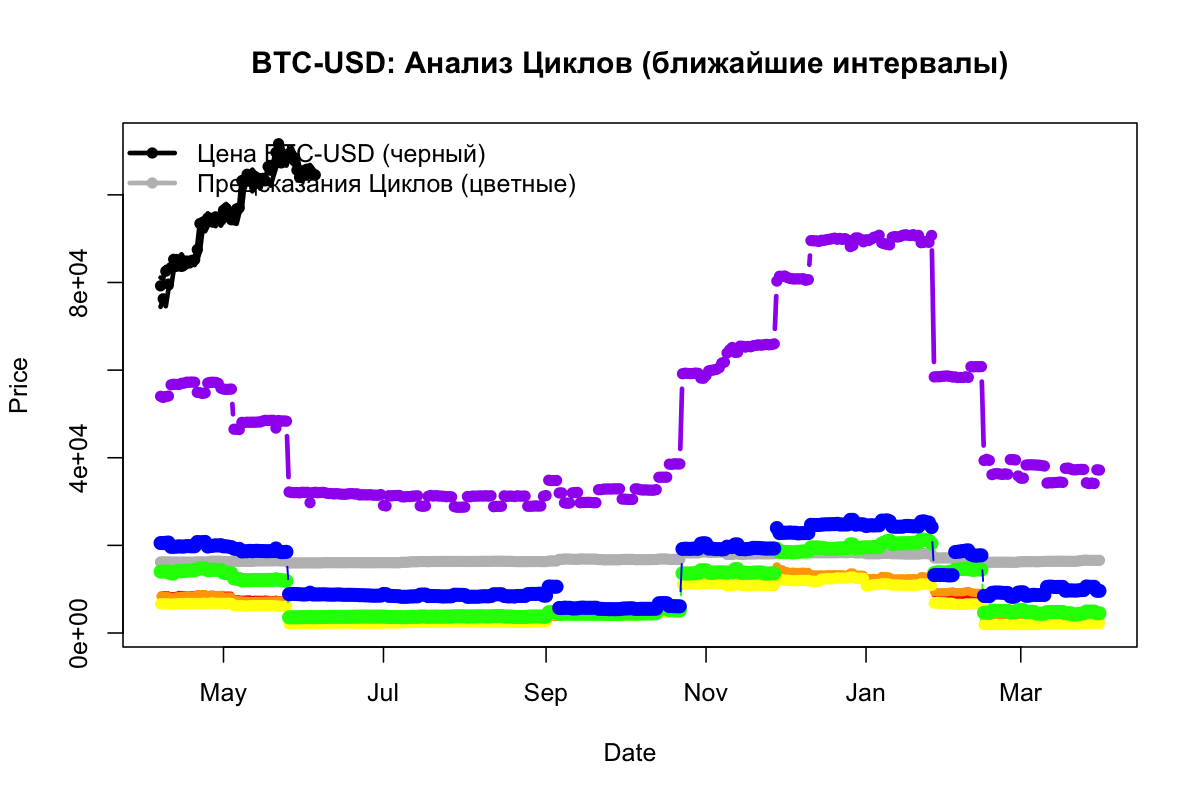 BTC-USD: Анализ Циклов (ближайшие интервалы)
Цена BTC-USD (черный)
Предсказания Циклов (цветные)
Price
8e+04
4e+04
0e+00
May Jul Sep Nov Jan Mar
Date